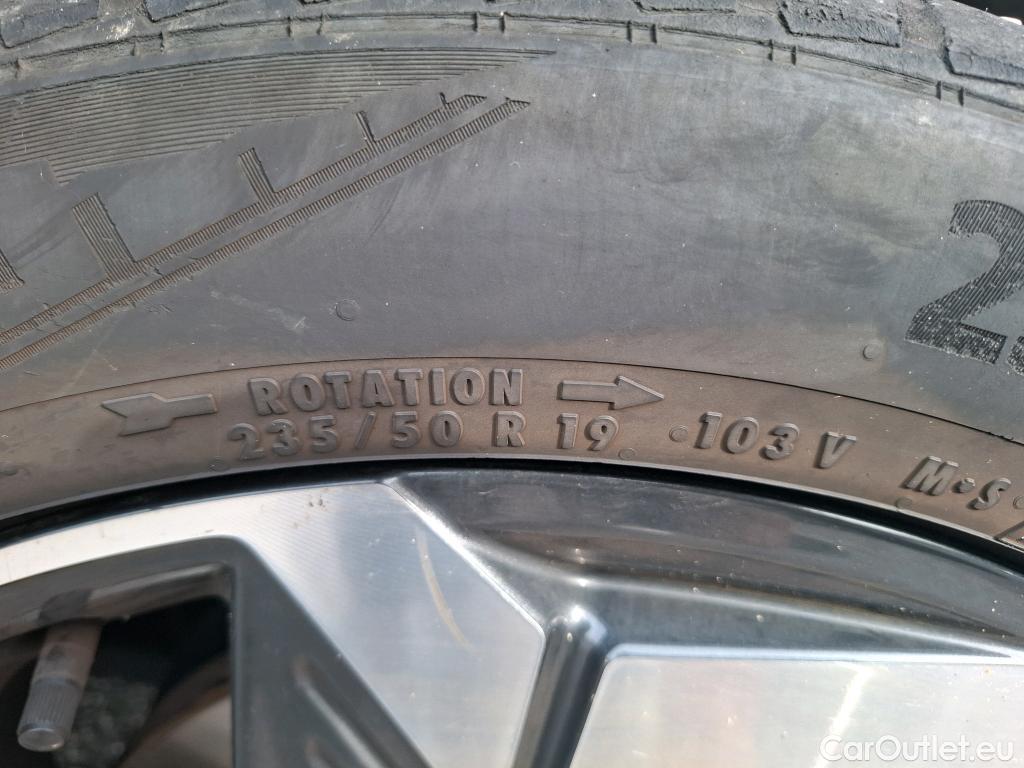 ROTATION
235/50 R 19 103 V M•S
CarOutlet.eu